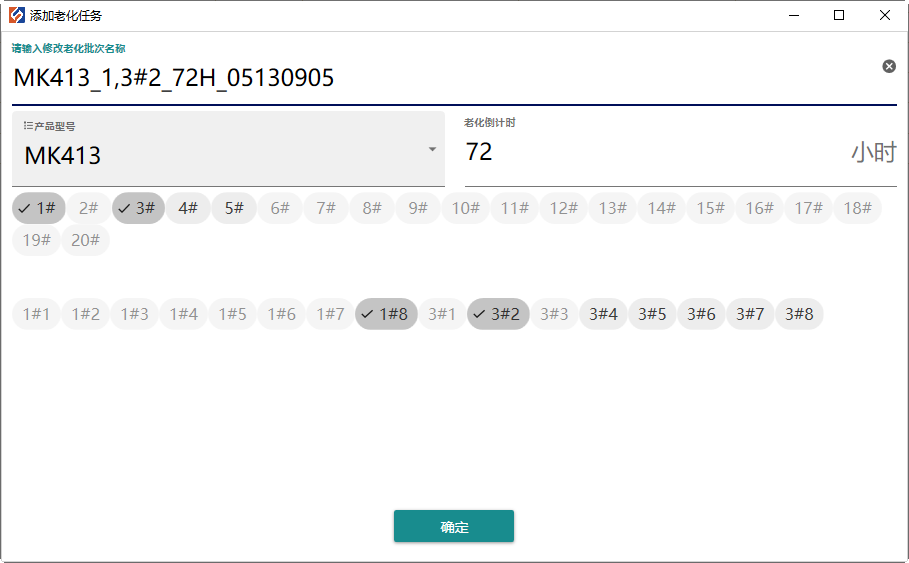 添加老化任务
请输入修改老化批次名称
MK413_1,3#2_72H_05130905
产品型号
老化倒计时
MK413
72
小时
1# 2# 3# 4# 5# 6# 7# 8# 9# 10# 11# 12# 13# 14# 15# 16# 17# 18#
19# 20#
1#1 1#2 1#3 1#4 1#5 1#6 1#7 1#8 3#1 3#2 3#3 3#4 3#5 3#6 3#7 3#8
确定